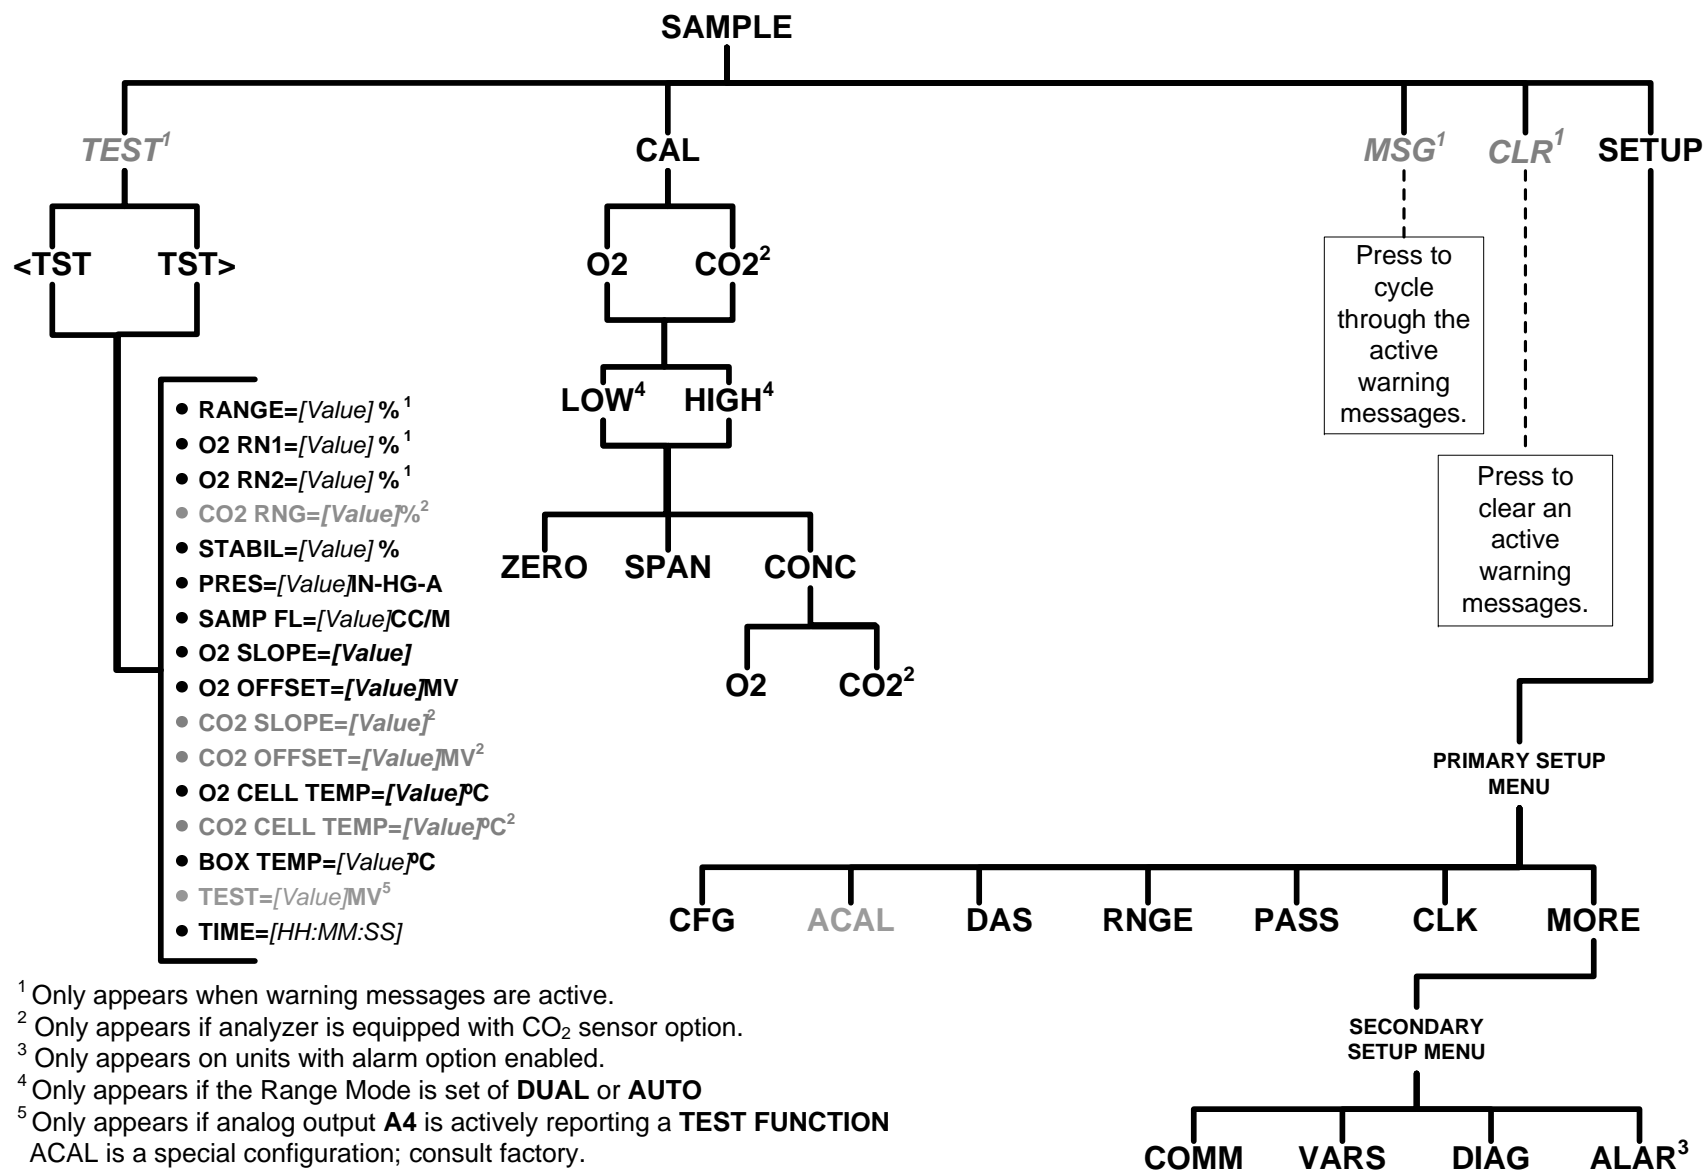 SAMPLE
TEST¹ CAL MSG¹ CLR¹ SETUP
<TST TST> O2 CO2²
Press to
cycle
through the
active
warning
messages.
LOW⁴ HIGH⁴
Press to
clear an
active
warning
messages.
ZERO SPAN CONC
O2 CO2²
• RANGE=[Value] % ¹
• O2 RN1=[Value] % ¹
• O2 RN2=[Value] % ¹
• CO2 RNG=[Value]%²
• STABIL=[Value] %
• PRES=[Value]IN-HG-A
• SAMP FL=[Value]CC/M
• O2 SLOPE=[Value]
• O2 OFFSET=[Value]MV
• CO2 SLOPE=[Value]²
• CO2 OFFSET=[Value]MV²
• O2 CELL TEMP=[Value]ºC
• CO2 CELL TEMP=[Value]ºC²
• BOX TEMP=[Value]ºC
• TEST=[Value]MV⁵
• TIME=[HH:MM:SS]
PRIMARY SETUP
MENU
CFG ACAL DAS RNGE PASS CLK MORE
SECONDARY
SETUP MENU
COMM VARS DIAG ALAR³
¹ Only appears when warning messages are active.
² Only appears if analyzer is equipped with CO₂ sensor option.
³ Only appears on units with alarm option enabled.
⁴ Only appears if the Range Mode is set of DUAL or AUTO
⁵ Only appears if analog output A4 is actively reporting a TEST FUNCTION
ACAL is a special configuration; consult factory.